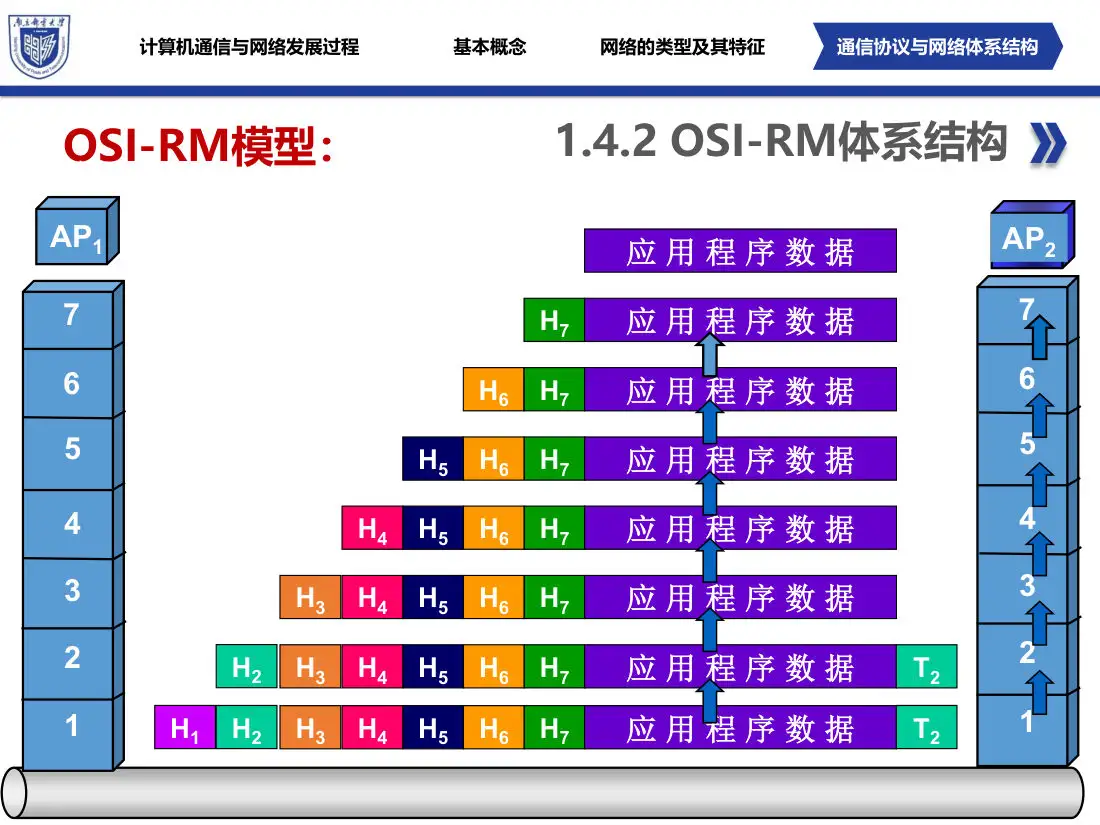 南京邮电大学
计算机通信与网络发展过程 基本概念 网络的类型及其特征 通信协议与网络体系结构
OSI-RM模型： 1.4.2 OSI-RM体系结构
AP1 应用程序数据 AP2
7 H7 应用程序数据 7
6 H6 H7 应用程序数据 6
5 H5 H6 H7 应用程序数据 5
4 H4 H5 H6 H7 应用程序数据 4
3 H3 H4 H5 H6 H7 应用程序数据 3
2 H2 H3 H4 H5 H6 H7 应用程序数据 T2 2
1 H1 H2 H3 H4 H5 H6 H7 应用程序数据 T2 1